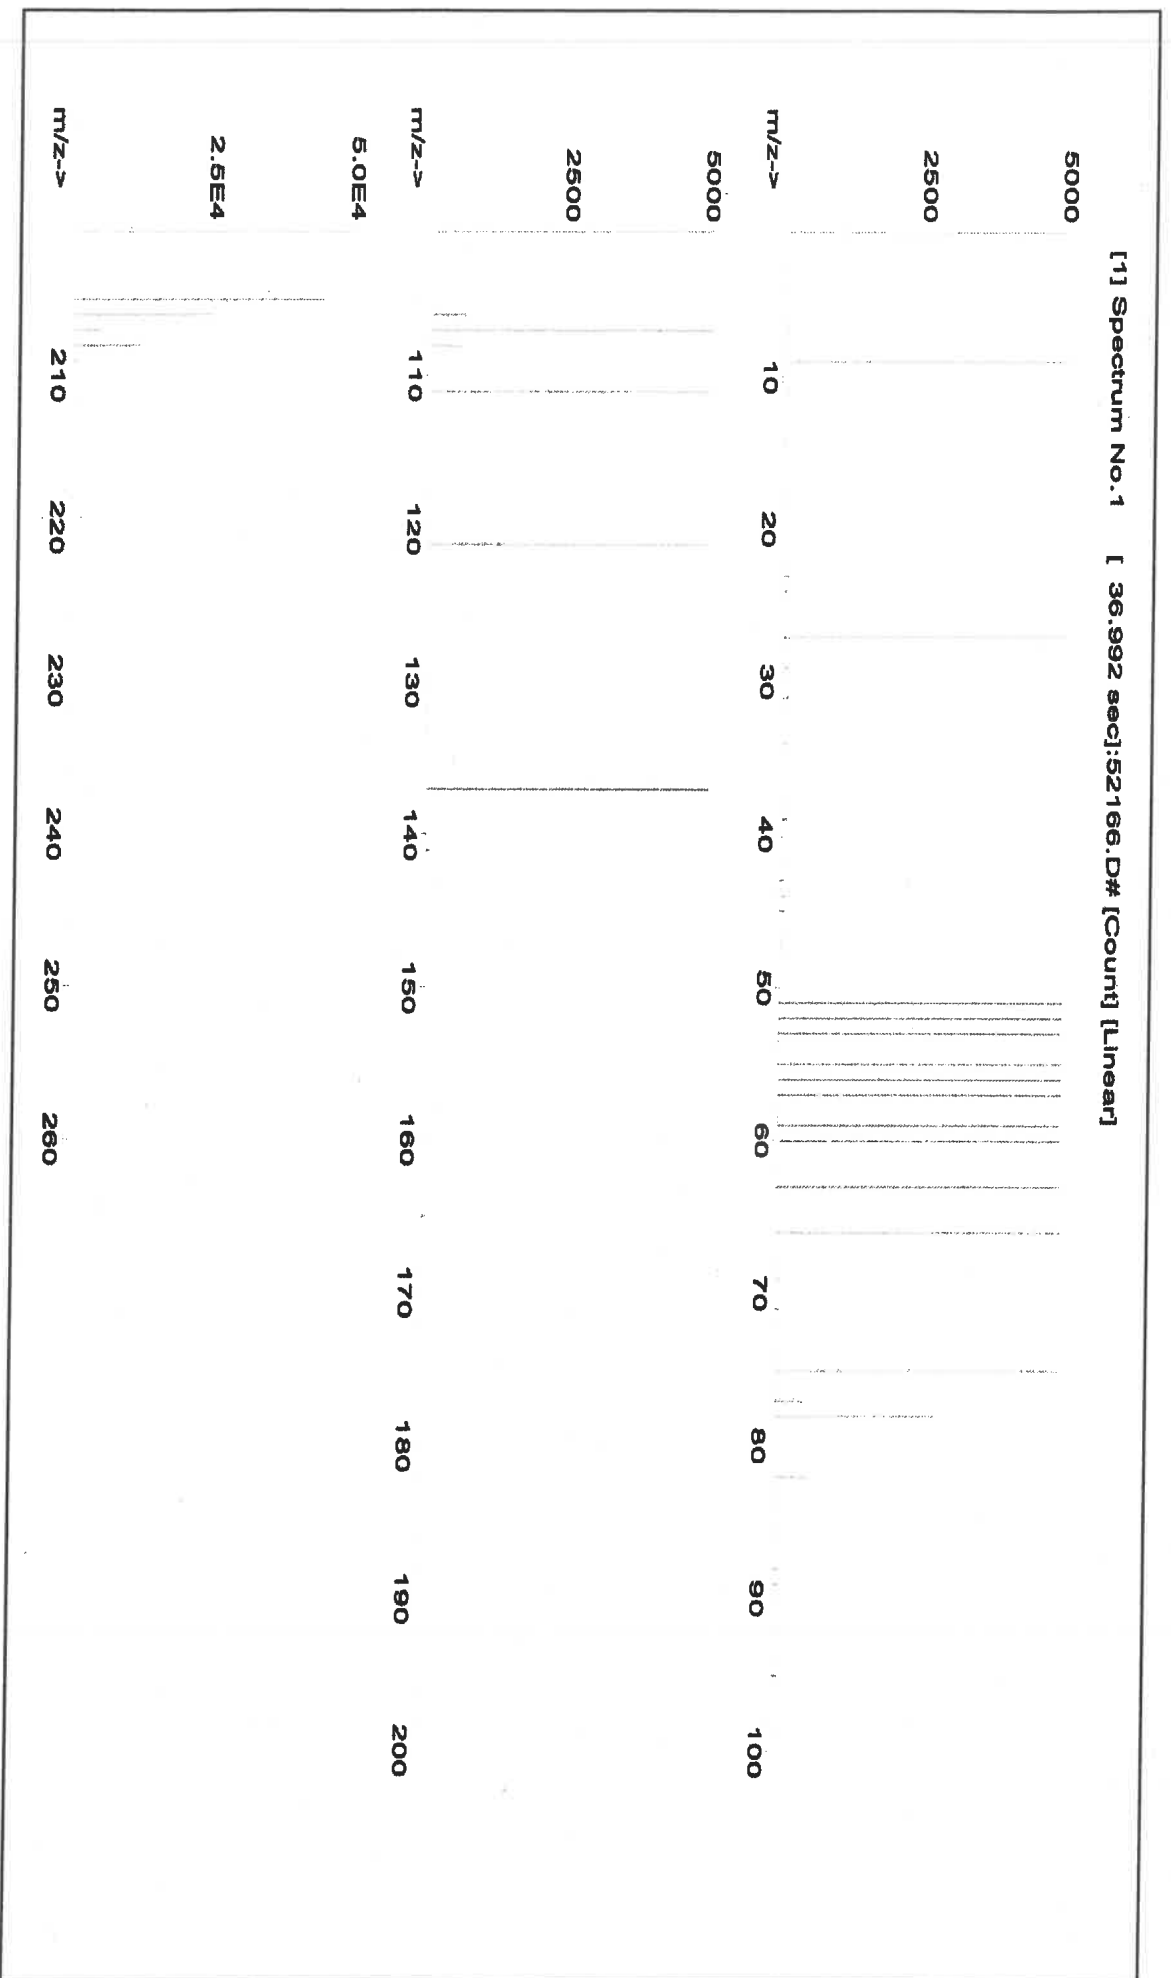 [1] Spectrum No.1 [ 36.992 sec]:52166.D# [Count] [Linear]
5000
2500
m/z-> 10 20 30 40 50 60 70 80 90 100
5000
2500
m/z-> 110 120 130 140 150 160 170 180 190 200
5.0E4
2.5E4
m/z-> 210 220 230 240 250 260